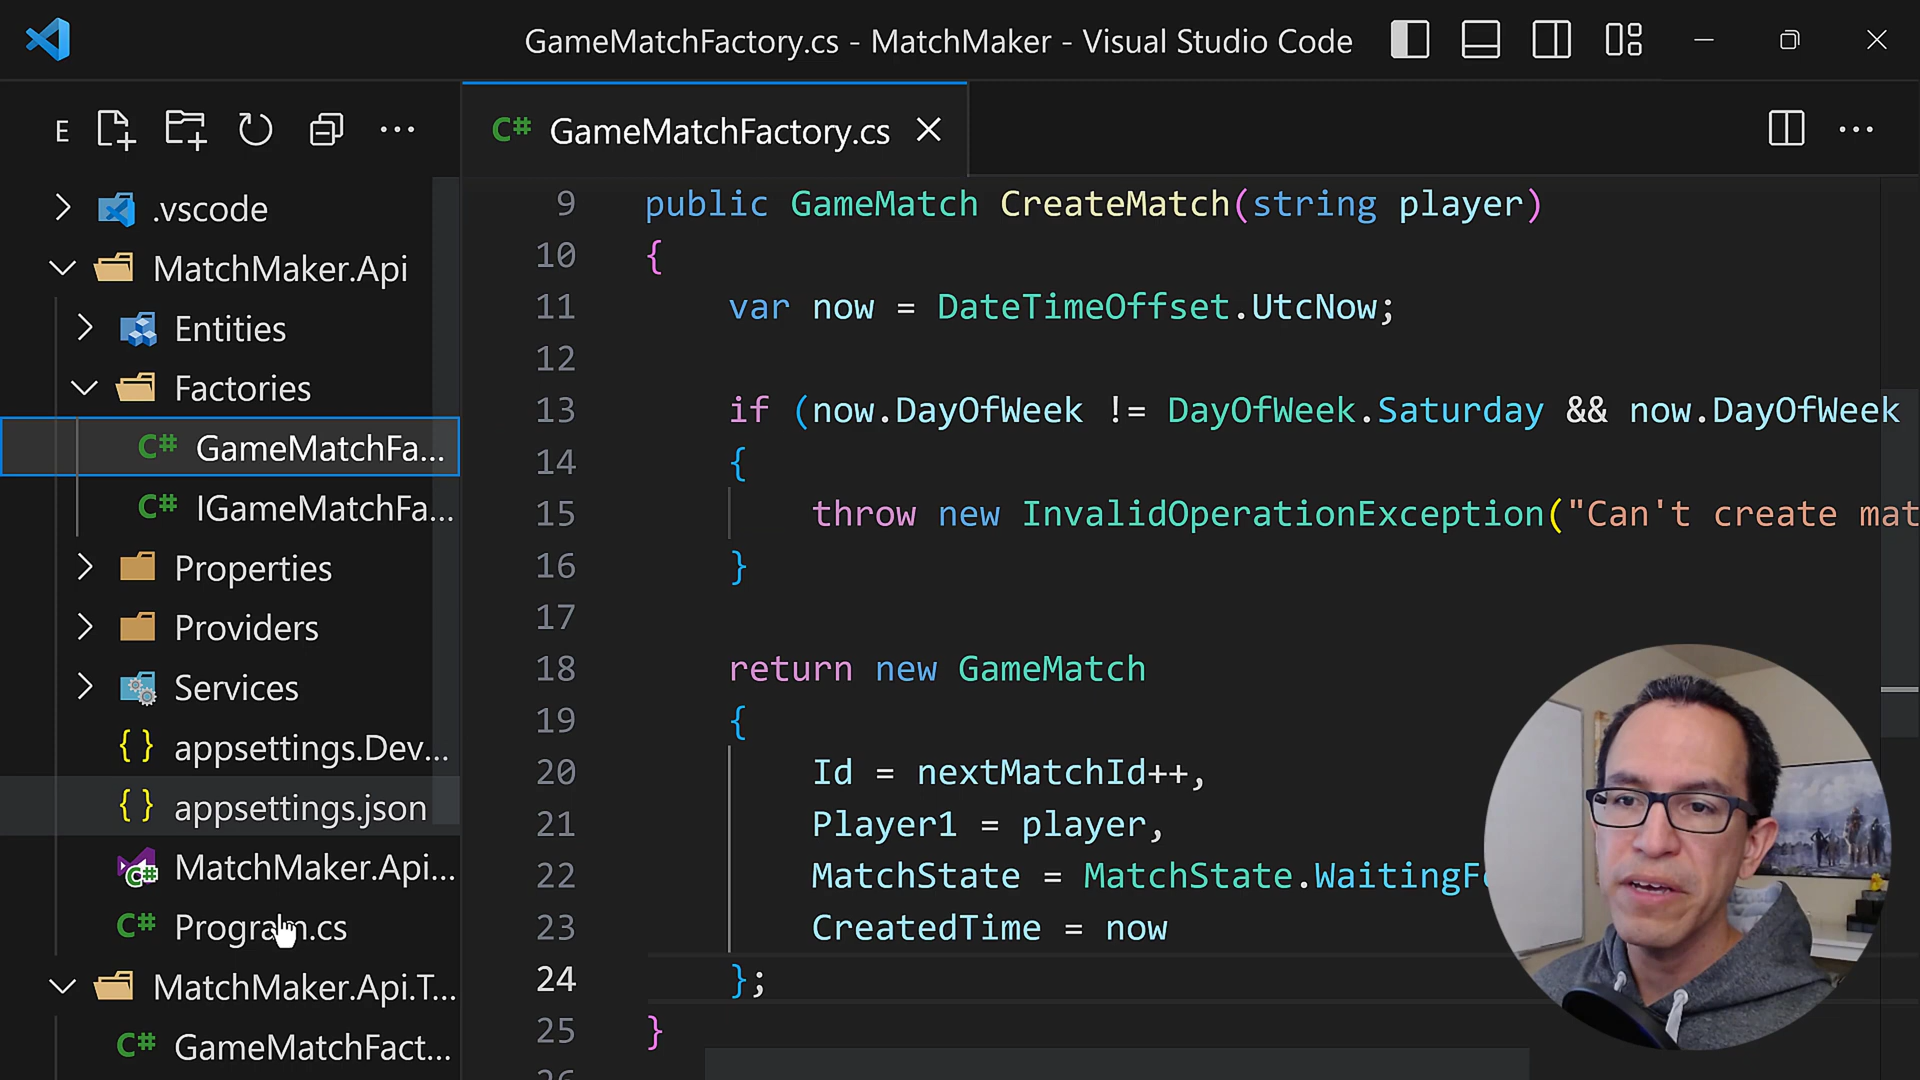 GameMatchFactory.cs - MatchMaker - Visual Studio Code
E
GameMatchFactory.cs
.vscode
MatchMaker.Api
Entities
Factories
GameMatchFa...
IGameMatchFa...
Properties
Providers
Services
appsettings.Dev...
appsettings.json
MatchMaker.Api...
Program.cs
MatchMaker.Api.T...
GameMatchFact...
9 public GameMatch CreateMatch(string player)
10 {
11 var now = DateTimeOffset.UtcNow;
12
13 if (now.DayOfWeek != DayOfWeek.Saturday && now.DayOfWeek
14 {
15 throw new InvalidOperationException("Can't create mat
16 }
17
18 return new GameMatch
19 {
20 Id = nextMatchId++,
21 Player1 = player,
22 MatchState = MatchState.WaitingF
23 CreatedTime = now
24 };
25 }